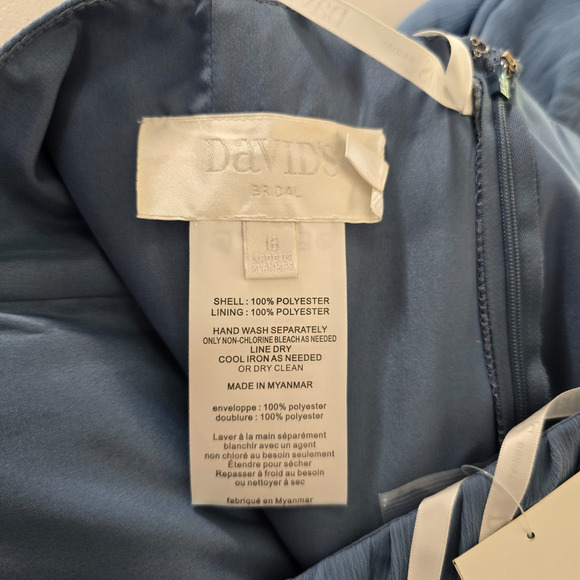 DaVID'S
BRIDAL
16
MADE IN
MYANMAR
SHELL : 100% POLYESTER
LINING : 100% POLYESTER
HAND WASH SEPARATELY
ONLY NON-CHLORINE BLEACH AS NEEDED
LINE DRY
COOL IRON AS NEEDED
OR DRY CLEAN
MADE IN MYANMAR
enveloppe : 100% polyester
doublure : 100% polyester
Laver à la main séparément
blanchir avec un agent
non chloré au besoin seulement
Étendre pour sécher
Repasser à froid au besoin
ou nettoyer à sec
fabriqué en Myanmar